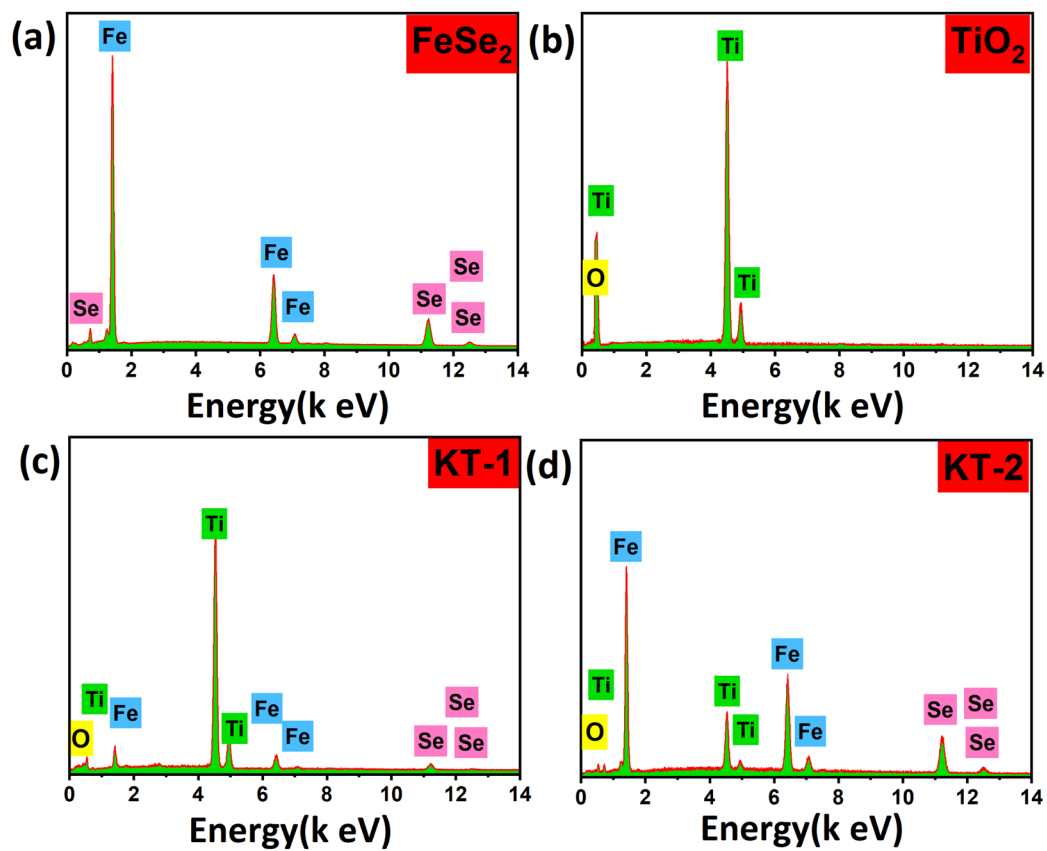 (a)
FeSe₂
Fe
Se
Fe
Fe
Se
Se
Se
0 2 4 6 8 10 12 14
Energy(k eV)
(b)
TiO₂
Ti
Ti
O
Ti
0 2 4 6 8 10 12 14
Energy(k eV)
(c)
KT-1
Ti
Ti
O
Fe
Ti
Fe
Fe
Se
Se
Se
0 2 4 6 8 10 12 14
Energy(k eV)
(d)
KT-2
Fe
Ti
O
Ti
Ti
Fe
Fe
Se
Se
Se
0 2 4 6 8 10 12 14
Energy(k eV)